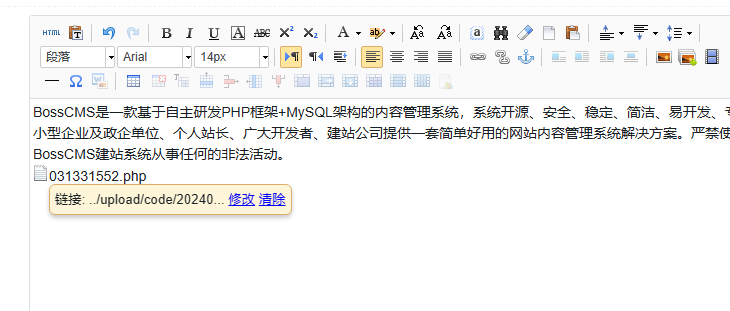 HTML T B I U A ABC X² X₂ A ab A A a
段落 Arial 14px
Ω
BossCMS是一款基于自主研发PHP框架+MySQL架构的内容管理系统，系统开源、安全、稳定、简洁、易开发、专
小型企业及政企单位、个人站长、广大开发者、建站公司提供一套简单好用的网站内容管理系统解决方案。严禁使
BossCMS建站系统从事任何的非法活动。
031331552.php
链接: ../upload/code/20240... 修改 清除